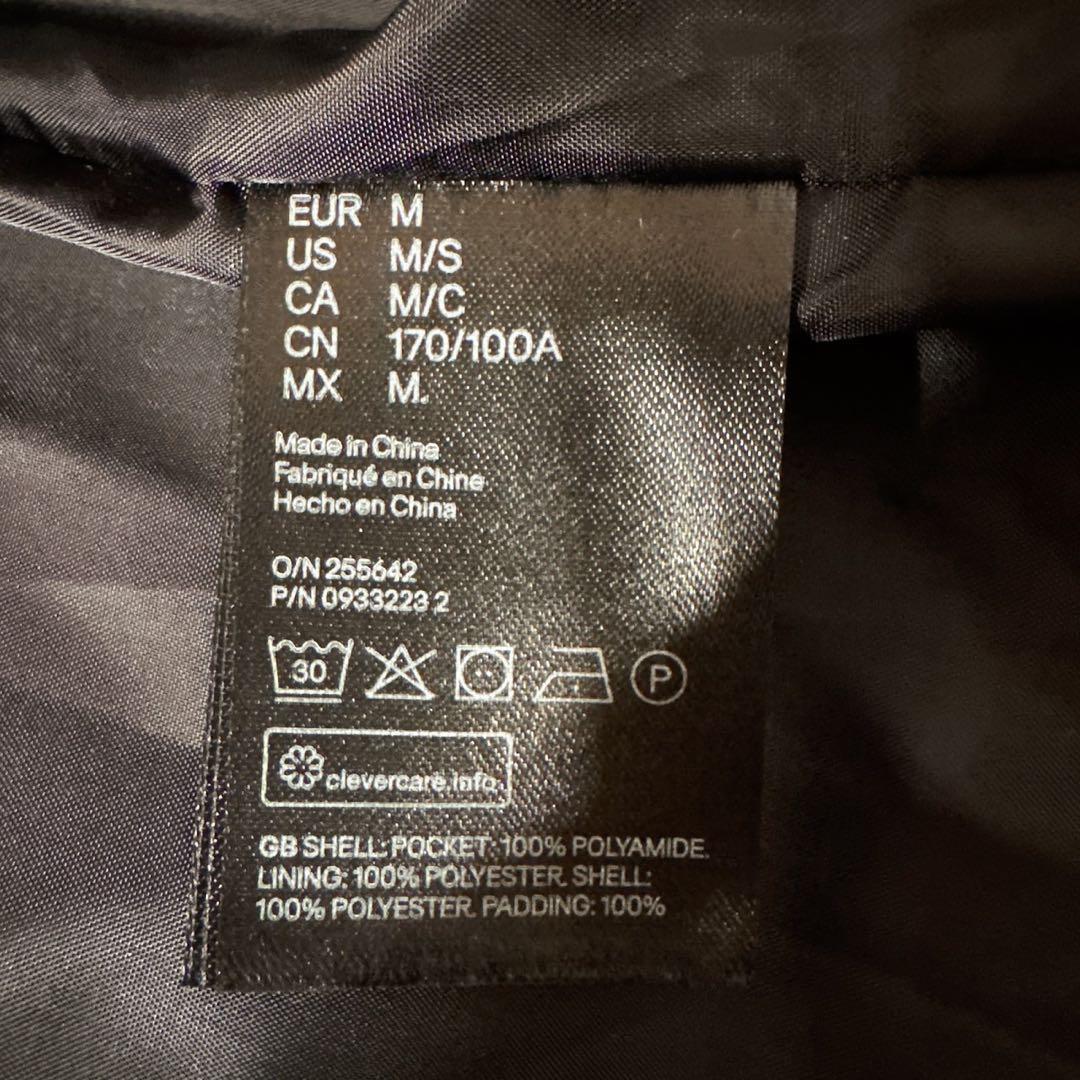 EUR M
US M/S
CA M/C
CN 170/100A
MX M.
Made in China
Fabriqué en Chine
Hecho en China
O/N 255642
P/N 0933223 2
30
P
clevercare.info
GB SHELL: POCKET: 100% POLYAMIDE.
LINING: 100% POLYESTER. SHELL:
100% POLYESTER. PADDING: 100%